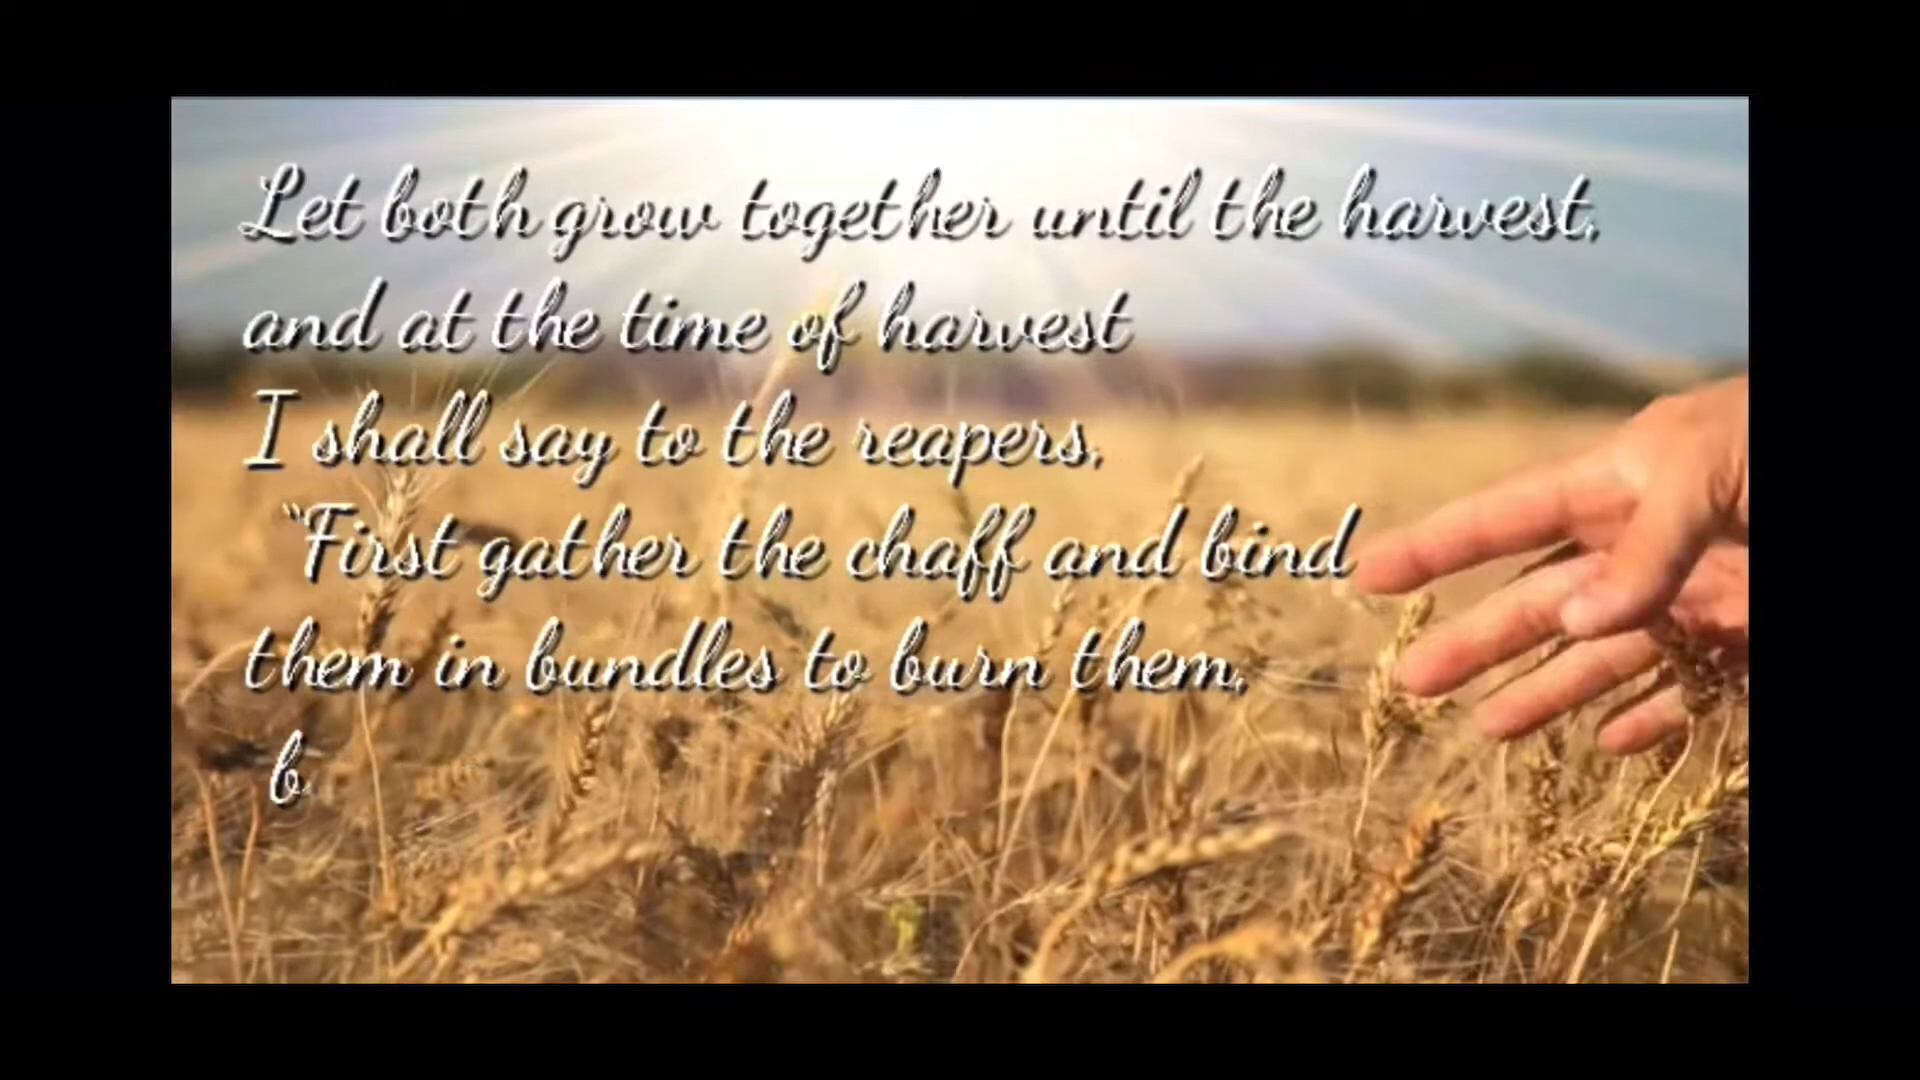 Let both grow together until the harvest,
and at the time of harvest
I shall say to the reapers,
“First gather the chaff and bind
them in bundles to burn them,
b